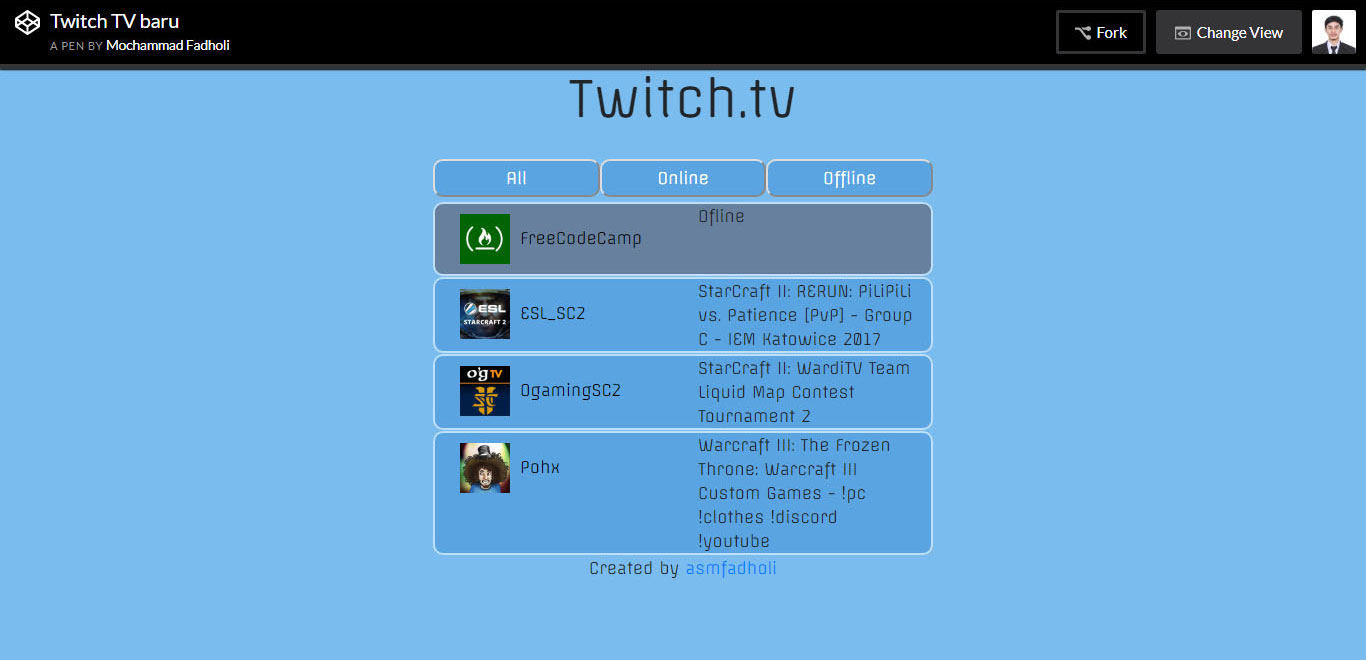 Twitch TV baru
A PEN BY Mochammad Fadholi
Fork
Change View
Twitch.tv
All
Online
Offline
FreeCodeCamp
Ofline
ESL
STARCRAFT 2
ESL_SC2
StarCraft II: RERUN: PiLiPiLi
vs. Patience [PvP] - Group
C - IEM Katowice 2017
O'G TV
OgamingSC2
StarCraft II: WardiTV Team
Liquid Map Contest
Tournament 2
Pohx
Warcraft III: The Frozen
Throne: Warcraft III
Custom Games - !pc
!clothes !discord
!youtube
Created by asmfadholi